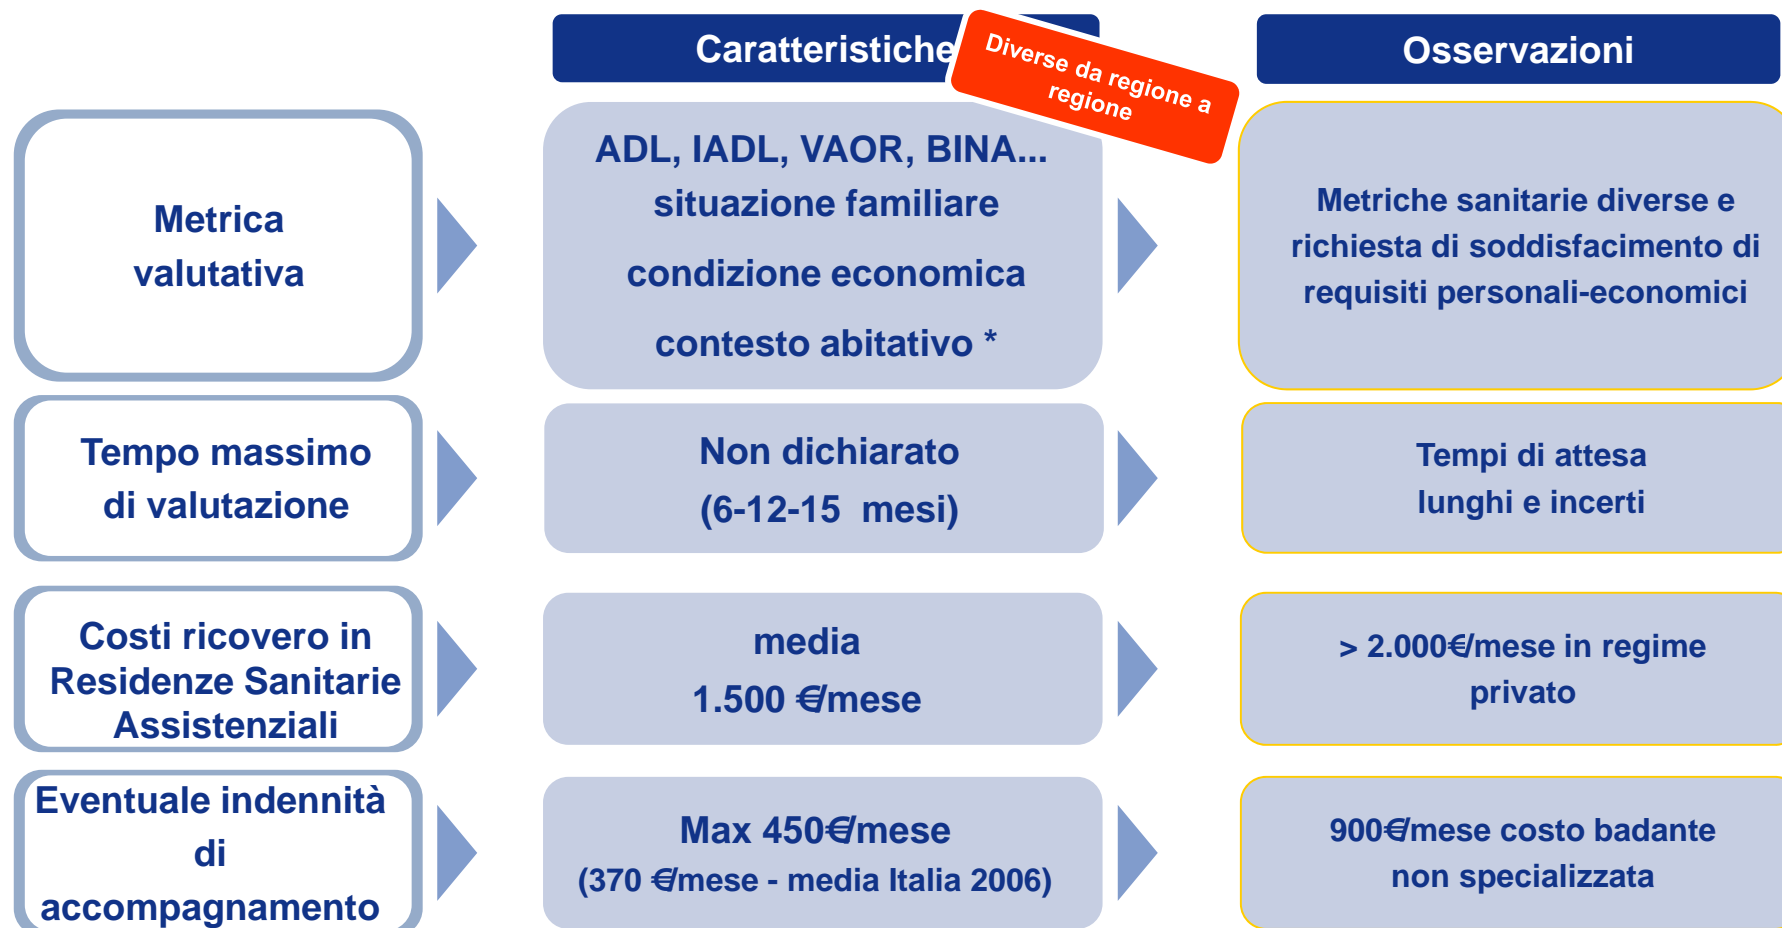 Caratteristiche
Diverse da regione a
regione
Osservazioni
Metrica
valutativa
ADL, IADL, VAOR, BINA...
situazione familiare
condizione economica
contesto abitativo *
Metriche sanitarie diverse e
richiesta di soddisfacimento di
requisiti personali-economici
Tempo massimo
di valutazione
Non dichiarato
(6-12-15 mesi)
Tempi di attesa
lunghi e incerti
Costi ricovero in
Residenze Sanitarie
Assistenziali
media
1.500 €/mese
> 2.000€/mese in regime
privato
Eventuale indennità
di
accompagnamento
Max 450€/mese
(370 €/mese - media Italia 2006)
900€/mese costo badante
non specializzata